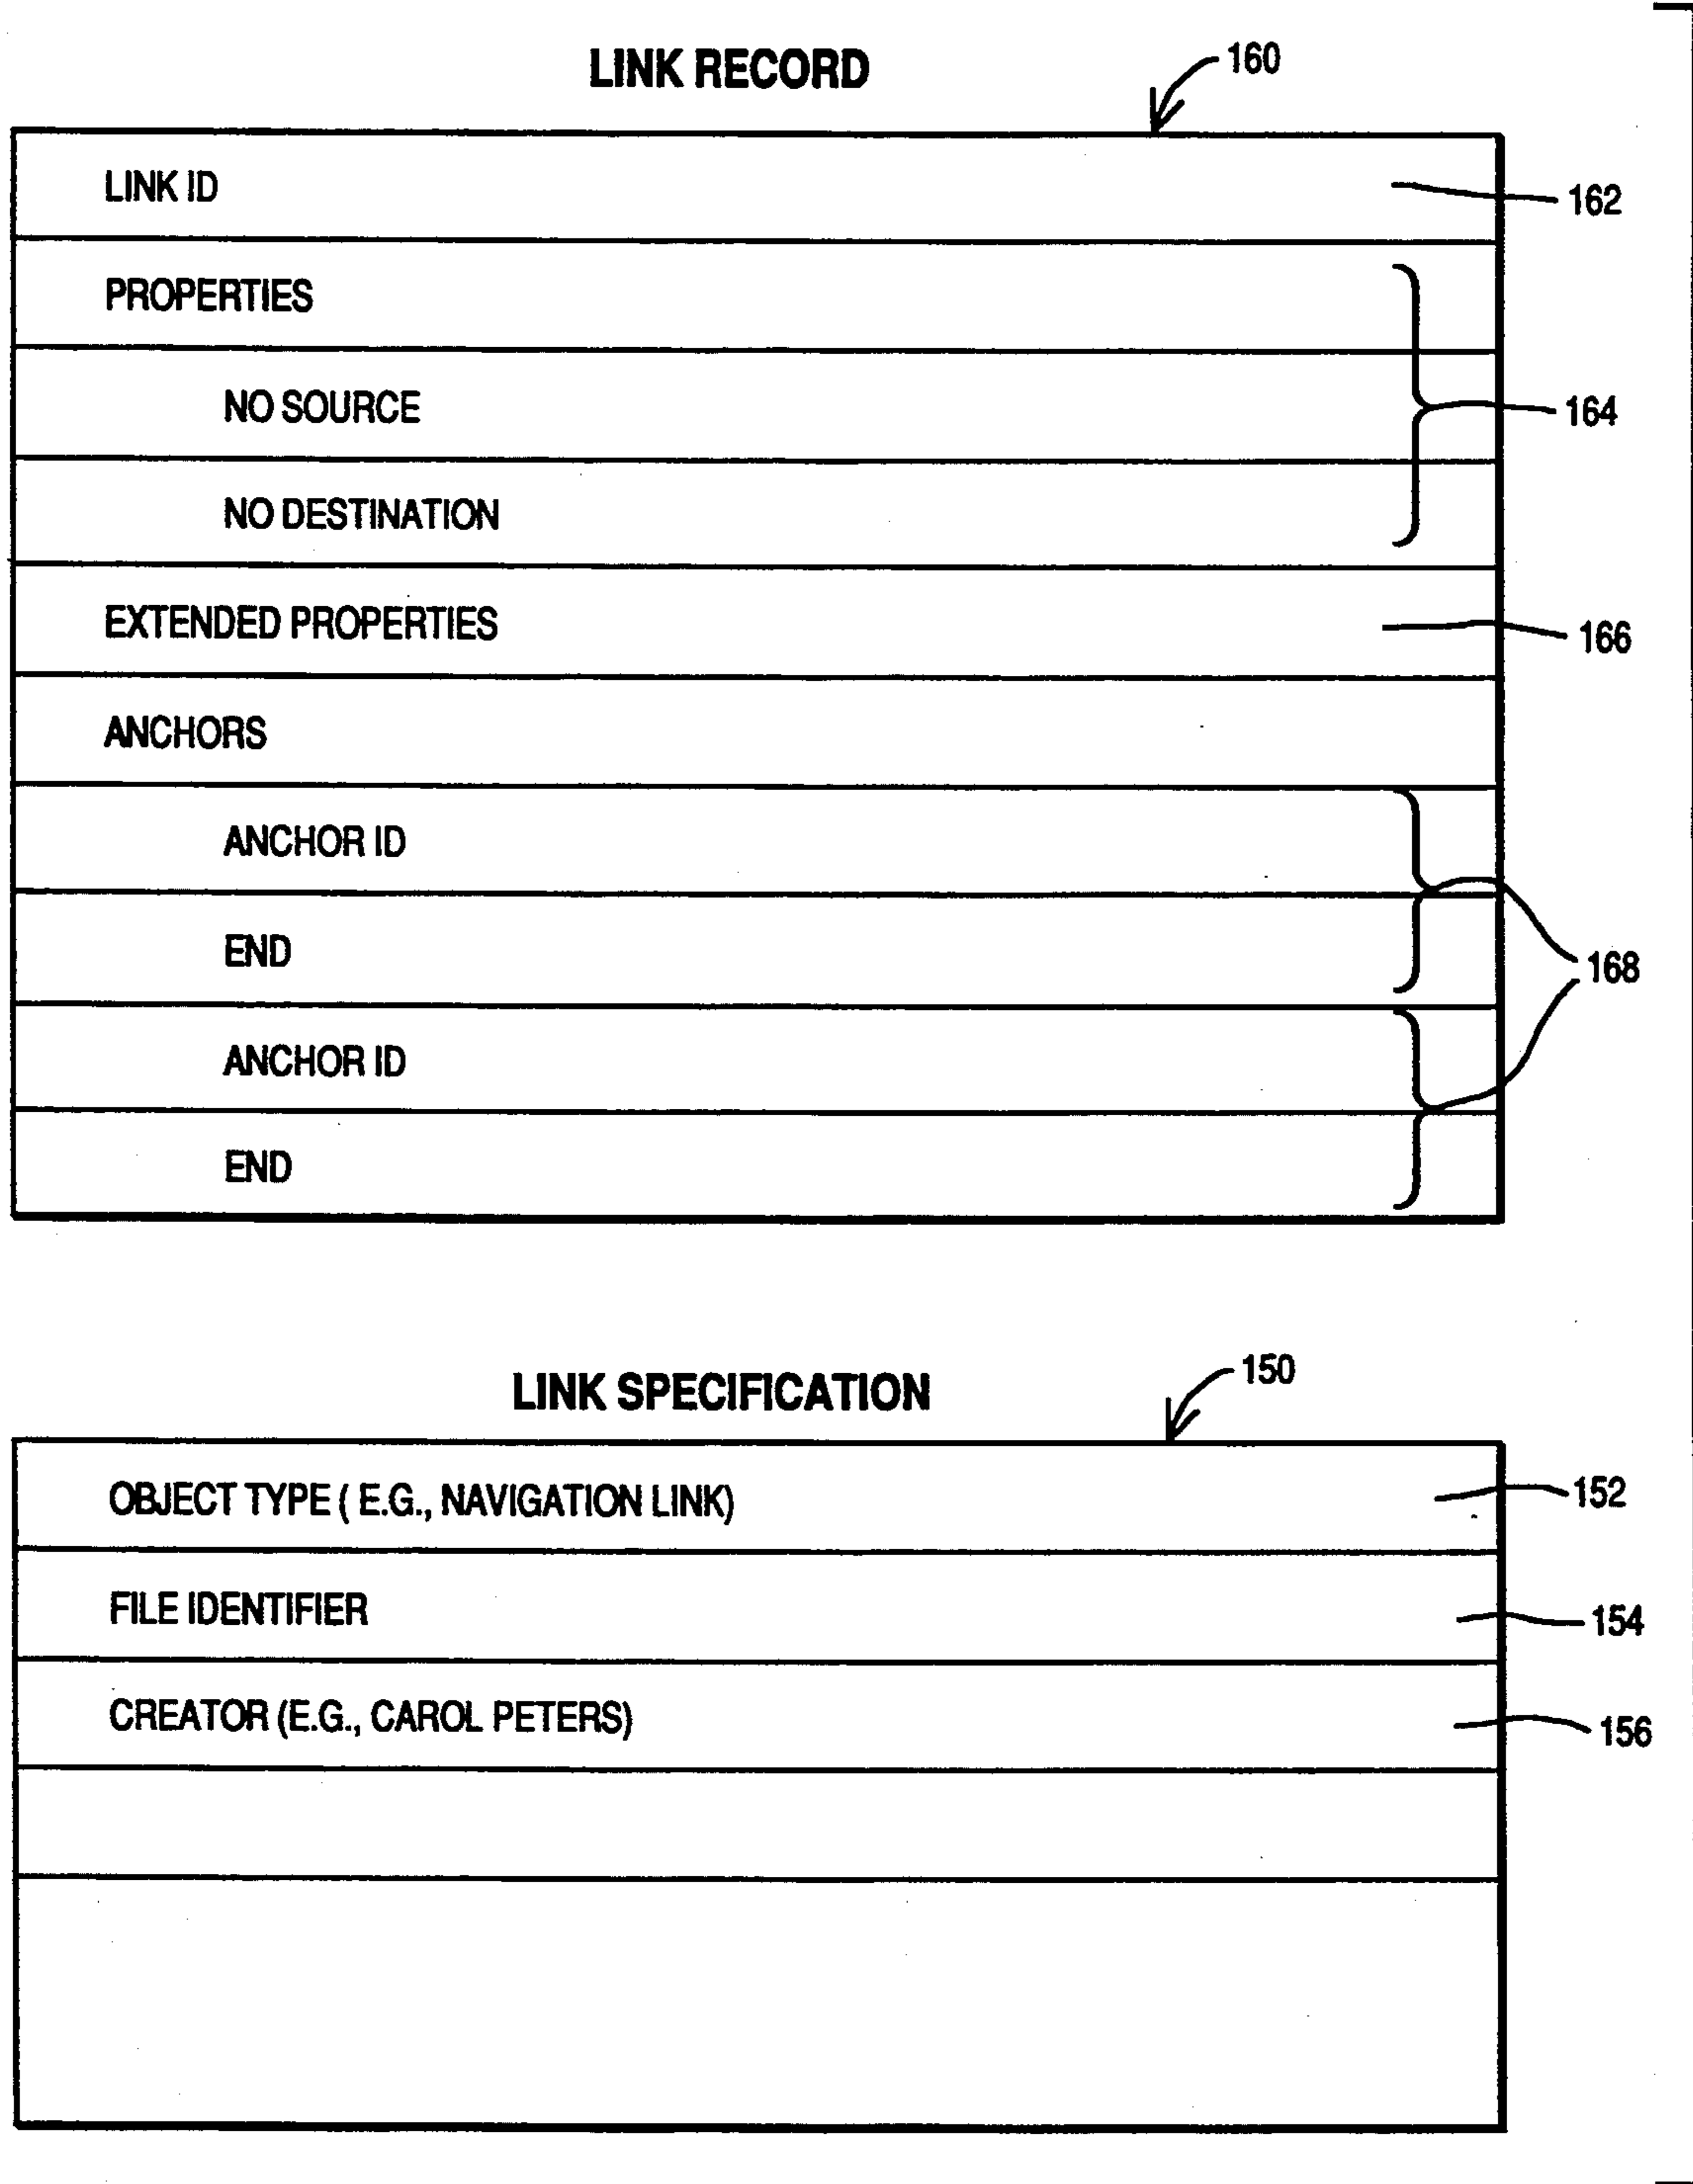 LINK RECORD 160
LINK ID 162
PROPERTIES
NO SOURCE 164
NO DESTINATION
EXTENDED PROPERTIES 166
ANCHORS
ANCHOR ID
END 168
ANCHOR ID
END
LINK SPECIFICATION 150
OBJECT TYPE ( E.G., NAVIGATION LINK) 152
FILE IDENTIFIER 154
CREATOR (E.G., CAROL PETERS) 156